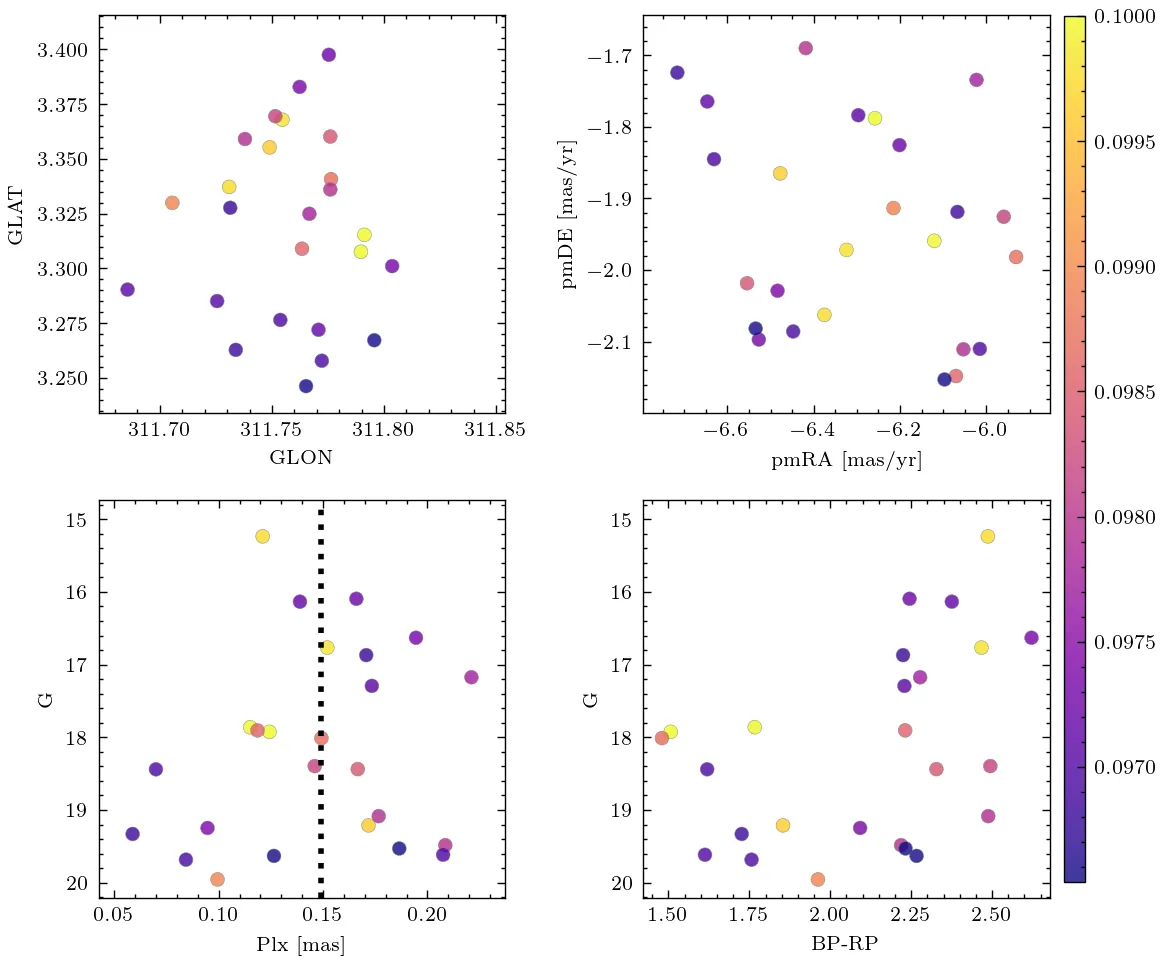 3.400
3.375
3.350
3.325
3.300
3.275
3.250
GLAT
311.70 311.75 311.80 311.85
GLON
−1.7
−1.8
−1.9
−2.0
−2.1
pmDE [mas/yr]
−6.6 −6.4 −6.2 −6.0
pmRA [mas/yr]
0.1000
0.0995
0.0990
0.0985
0.0980
0.0975
0.0970
15
16
17
18
19
20
G
0.05 0.10 0.15 0.20
Plx [mas]
15
16
17
18
19
20
G
1.50 1.75 2.00 2.25 2.50
BP-RP